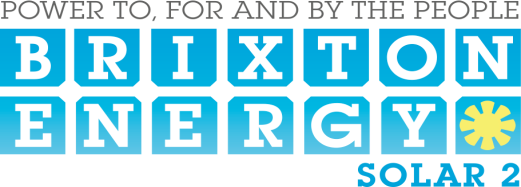 POWER TO, FOR AND BY THE PEOPLE
BRIXTON
ENERGY
SOLAR 2